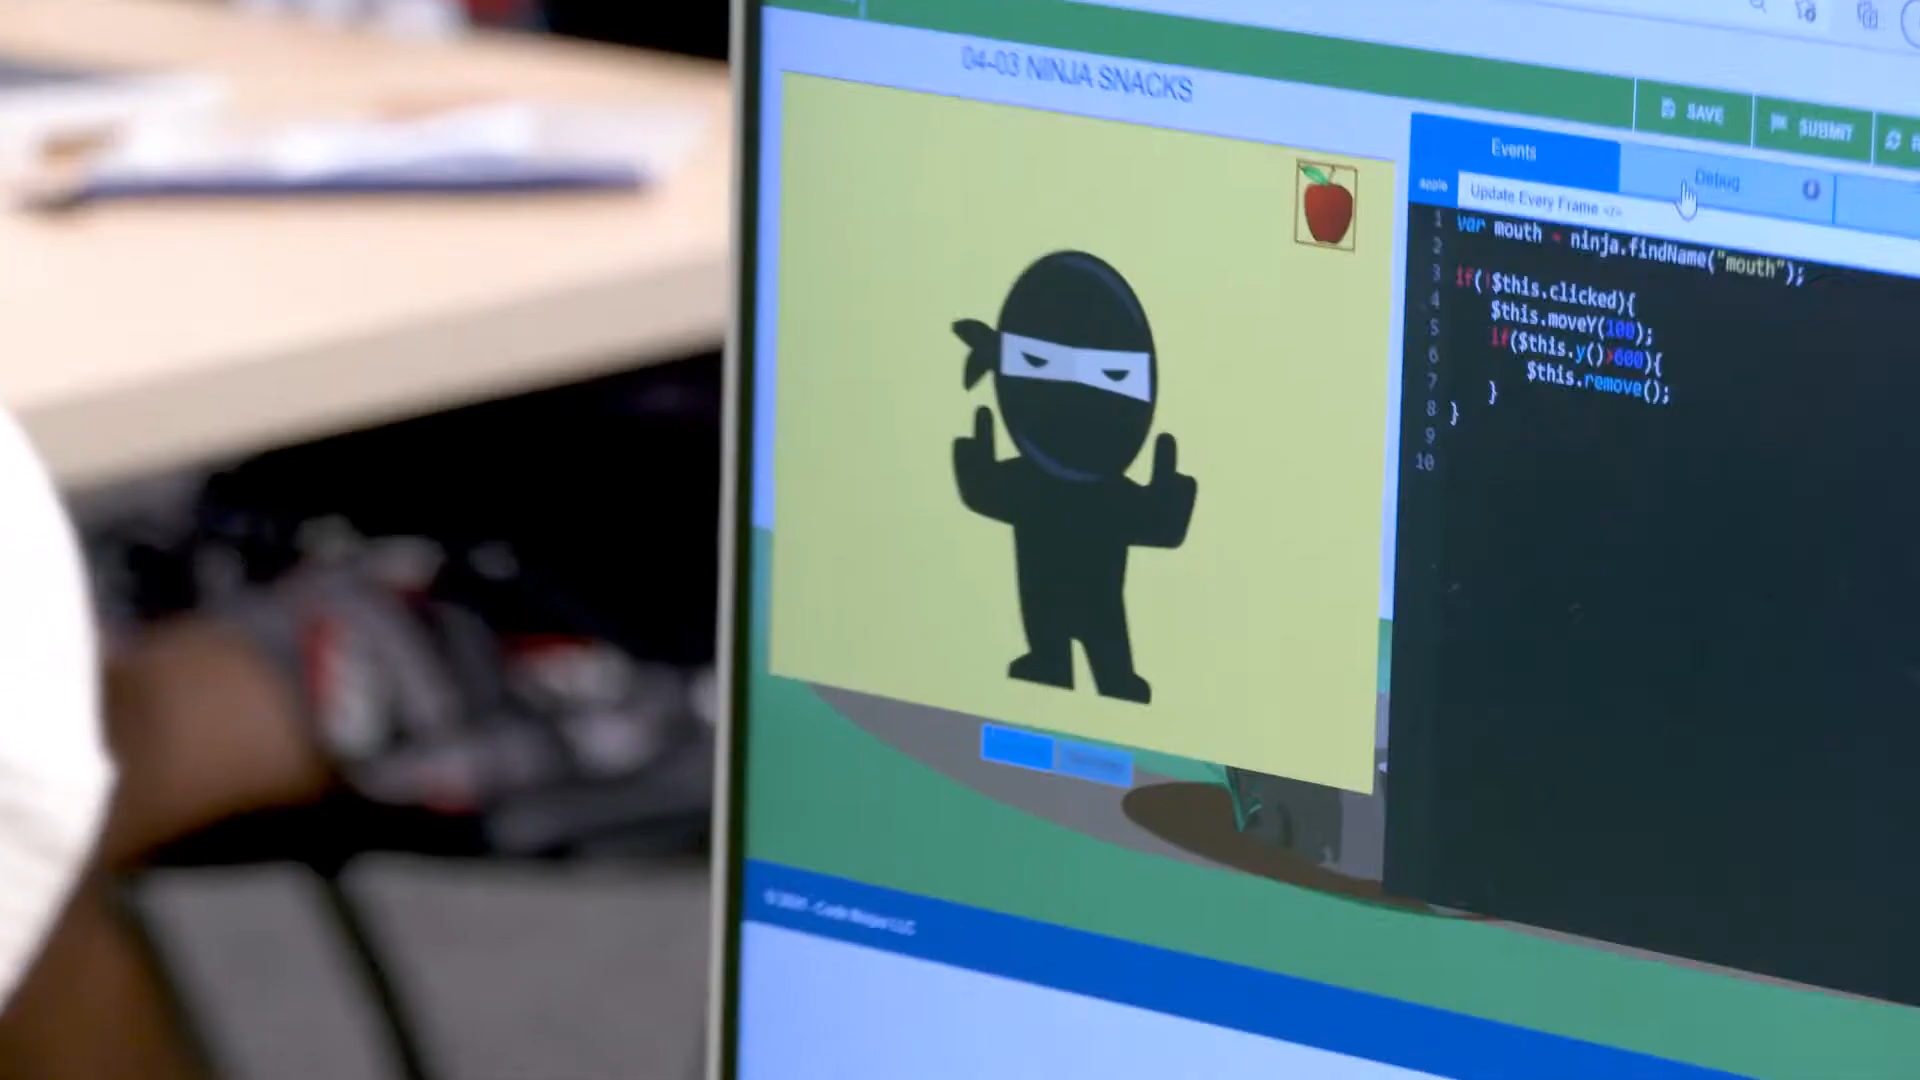 04-03 NINJA SNACKS
SAVE
SUBMIT
Events
Debug
apple
Update Every Frame </>
1 var mouth = ninja.findName("mouth");
2
3 if(!$this.clicked){
4 $this.moveY(100);
5 if($this.y()>600){
6 $this.remove();
7 }
8 }
9
10